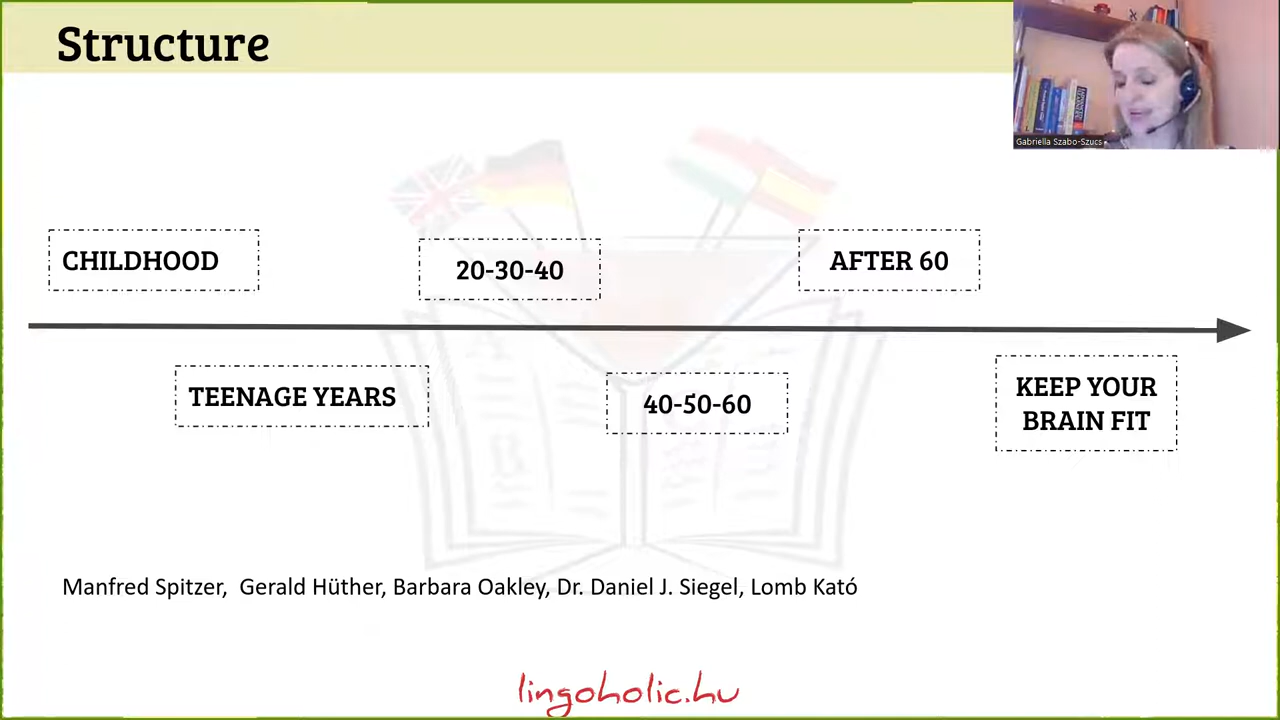 Structure
Gabriella Szabo-Szucs
CHILDHOOD
20-30-40
AFTER 60
TEENAGE YEARS
40-50-60
KEEP YOUR
BRAIN FIT
Manfred Spitzer, Gerald Hüther, Barbara Oakley, Dr. Daniel J. Siegel, Lomb Kató
lingoholic.hu